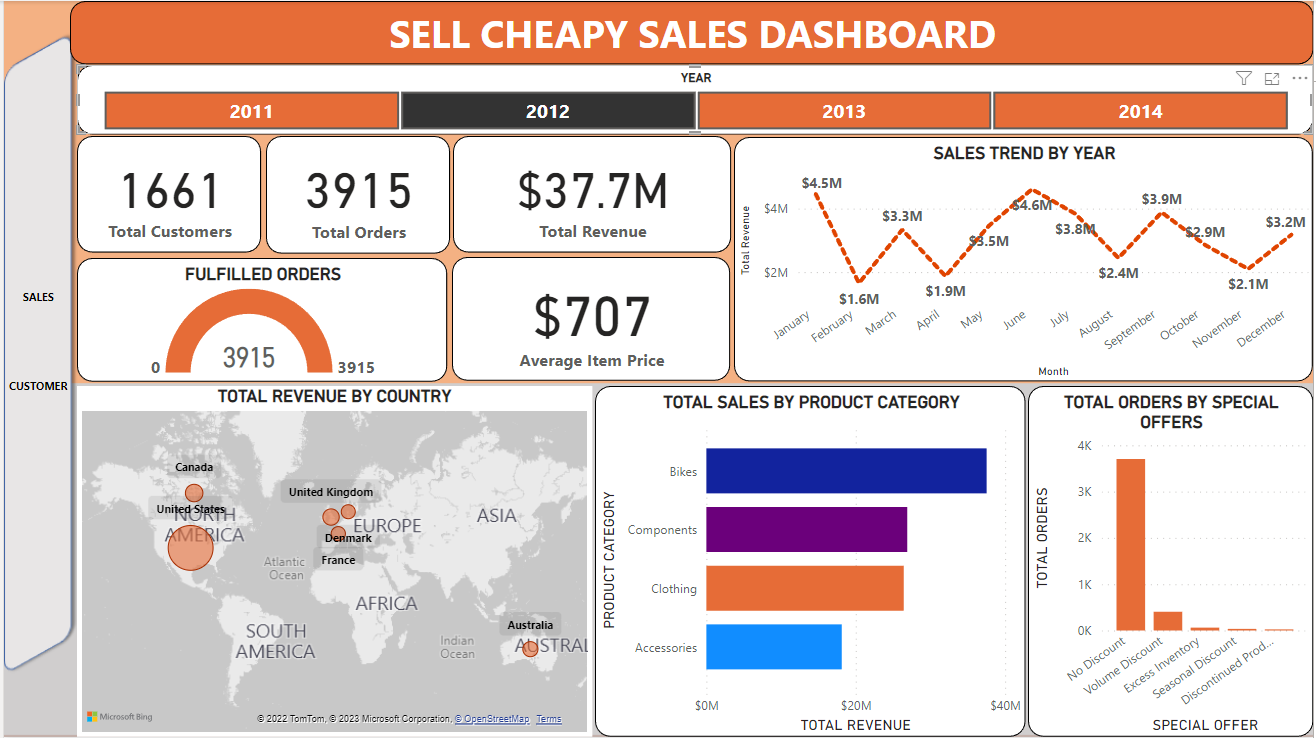 SELL CHEAPY SALES DASHBOARD
YEAR
2011
2012
2013
2014
SALES
CUSTOMER
1661
Total Customers
3915
Total Orders
$37.7M
Total Revenue
FULFILLED ORDERS
3915
0
3915
$707
Average Item Price
SALES TREND BY YEAR
Total Revenue
$4M
$2M
$4.5M
$1.6M
$3.3M
$1.9M
$3.5M
$4.6M
$3.8M
$2.4M
$3.9M
$2.9M
$2.1M
$3.2M
January
February
March
April
May
June
July
August
September
October
November
December
Month
TOTAL REVENUE BY COUNTRY
Canada
United States
NORTH
AMERICA
United Kingdom
EUROPE
Denmark
France
ASIA
Atlantic
Ocean
AFRICA
SOUTH
AMERICA
Indian
Ocean
Australia
AUSTRAL
Microsoft Bing
© 2022 TomTom, © 2023 Microsoft Corporation, © OpenStreetMap Terms
TOTAL SALES BY PRODUCT CATEGORY
PRODUCT CATEGORY
Bikes
Components
Clothing
Accessories
$0M
$20M
$40M
TOTAL REVENUE
TOTAL ORDERS BY SPECIAL
OFFERS
TOTAL ORDERS
4K
3K
2K
1K
0K
No Discount
Volume Discount
Excess Inventory
Seasonal Discount
Discontinued Prod...
SPECIAL OFFER